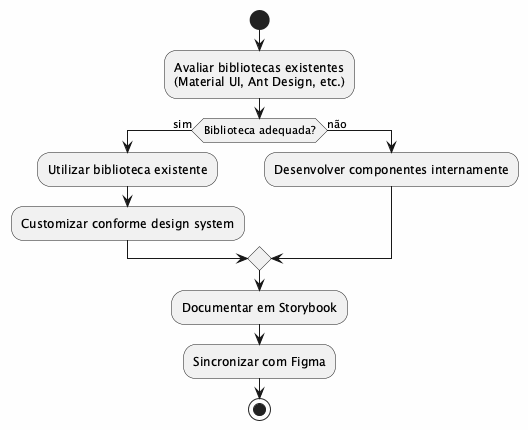 Avaliar bibliotecas existentes
(Material UI, Ant Design, etc.)
sim
Biblioteca adequada?
não
Utilizar biblioteca existente
Desenvolver componentes internamente
Customizar conforme design system
Documentar em Storybook
Sincronizar com Figma